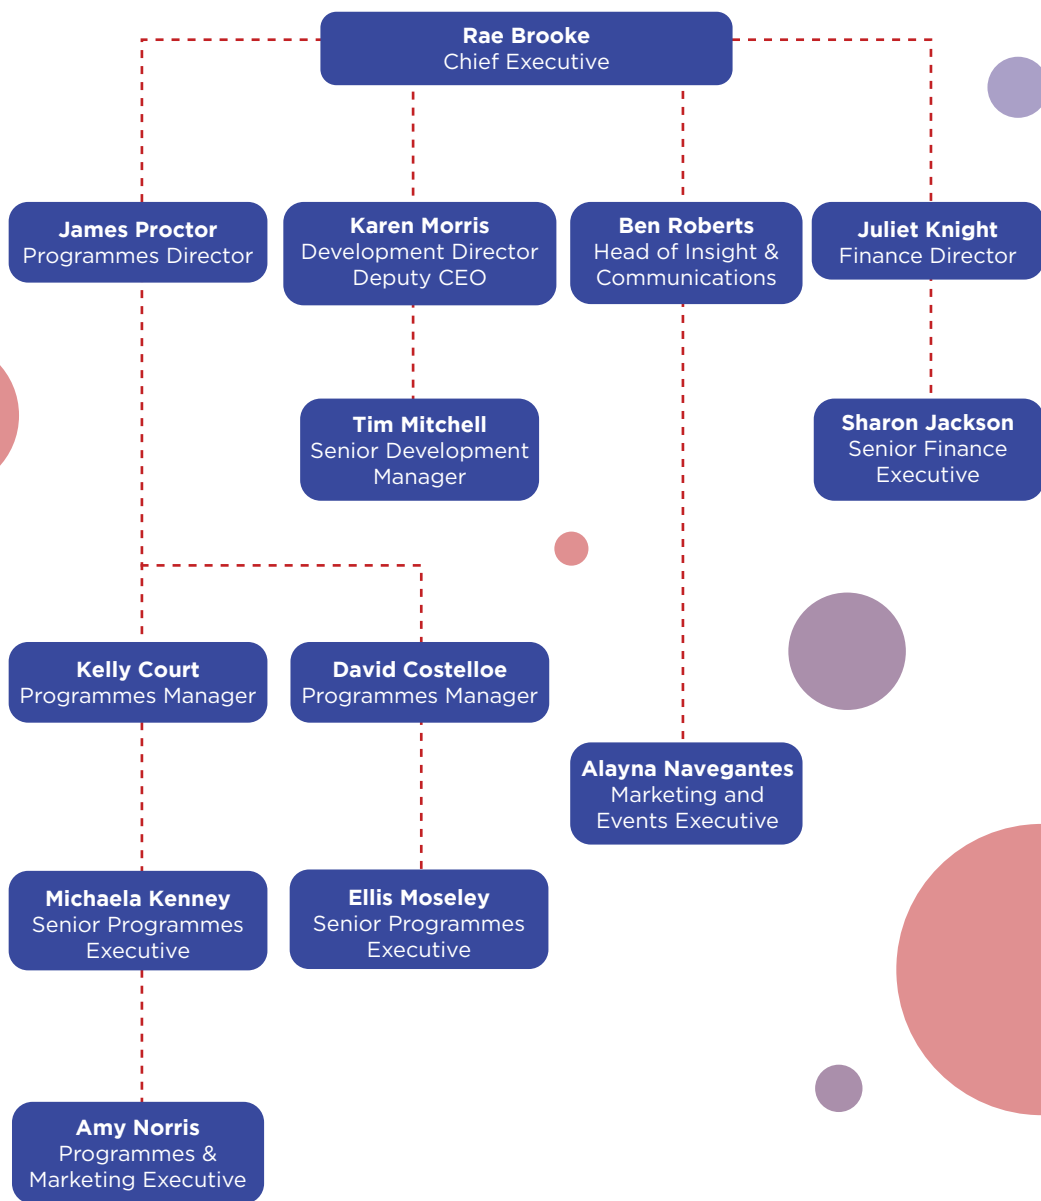 Rae Brooke
Chief Executive
James Proctor
Programmes Director
Karen Morris
Development Director
Deputy CEO
Ben Roberts
Head of Insight &
Communications
Juliet Knight
Finance Director
Tim Mitchell
Senior Development
Manager
Sharon Jackson
Senior Finance
Executive
Kelly Court
Programmes Manager
David Costelloe
Programmes Manager
Alayna Navegantes
Marketing and
Events Executive
Michaela Kenney
Senior Programmes
Executive
Ellis Moseley
Senior Programmes
Executive
Amy Norris
Programmes &
Marketing Executive